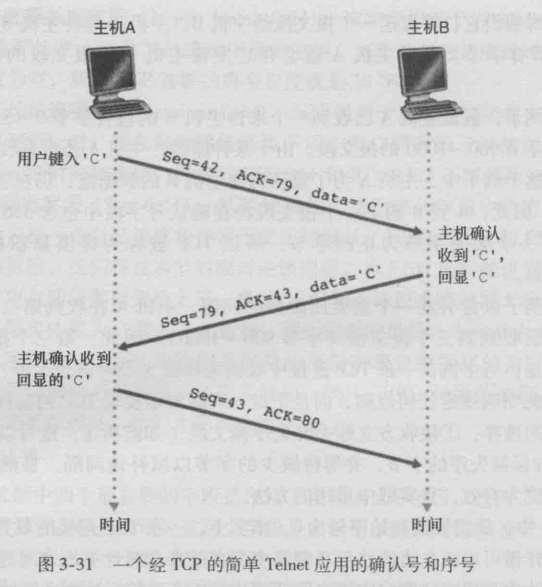 主机A
主机B
用户键入'C'
Seq=42, ACK=79, data='C'
主机确认
收到'C',
回显'C'
Seq=79, ACK=43, data='C'
主机确认收到
回显的'C'
Seq=43, ACK=80
时间
时间
图 3-31 一个经 TCP 的简单 Telnet 应用的确认号和序号